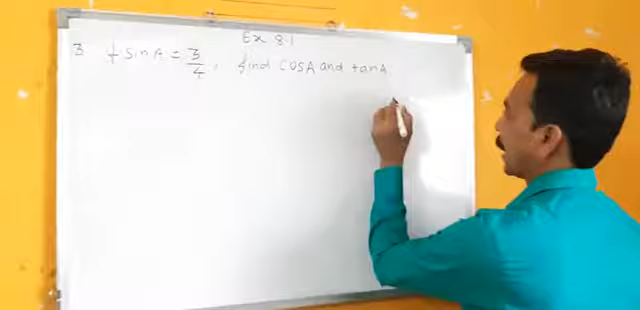 Ex 8.1
3 If sin A = 3/4, find cos A and tan A